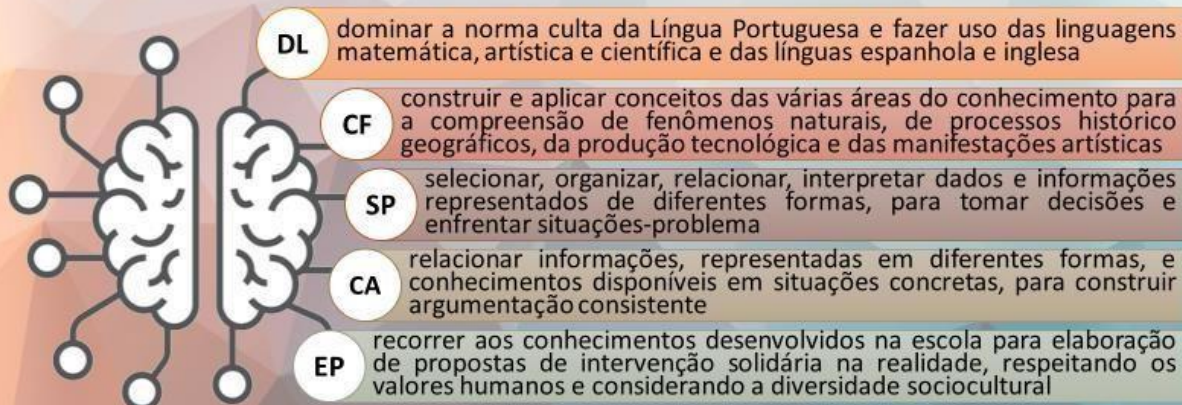 DL
dominar a norma culta da Língua Portuguesa e fazer uso das linguagens
matemática, artística e científica e das línguas espanhola e inglesa
CF
construir e aplicar conceitos das várias áreas do conhecimento para
a compreensão de fenômenos naturais, de processos histórico
geográficos, da produção tecnológica e das manifestações artísticas
SP
selecionar, organizar, relacionar, interpretar dados e informações
representados de diferentes formas, para tomar decisões e
enfrentar situações-problema
CA
relacionar informações, representadas em diferentes formas, e
conhecimentos disponíveis em situações concretas, para construir
argumentação consistente
EP
recorrer aos conhecimentos desenvolvidos na escola para elaboração
de propostas de intervenção solidária na realidade, respeitando os
valores humanos e considerando a diversidade sociocultural